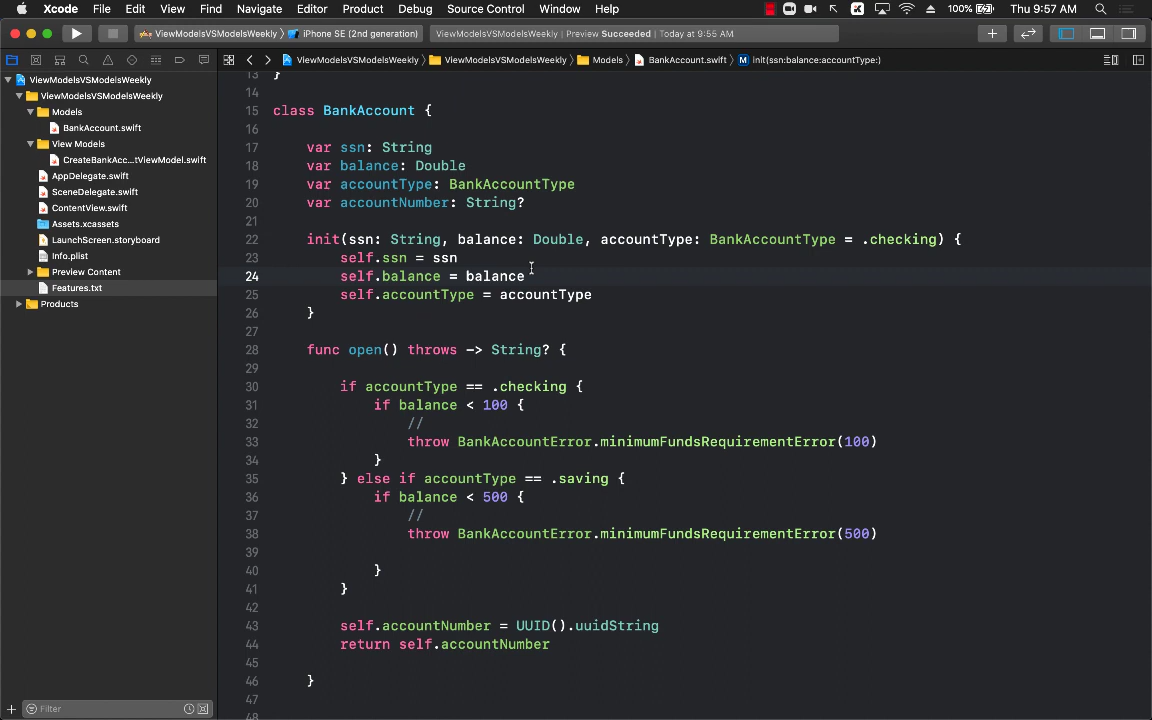 Xcode File Edit View Find Navigate Editor Product Debug Source Control Window Help 100% Thu 9:57 AM
ViewModelsVSModelsWeekly iPhone SE (2nd generation) ViewModelsVSModelsWeekly | Preview Succeeded | Today at 9:55 AM
ViewModelsVSModelsWeekly ViewModelsVSModelsWeekly Models BankAccount.swift M init(ssn:balance:accountType:)
ViewModelsVSModelsWeekly
ViewModelsVSModelsWeekly
Models
BankAccount.swift
View Models
CreateBankAcc...tViewModel.swift
AppDelegate.swift
SceneDelegate.swift
ContentView.swift
Assets.xcassets
LaunchScreen.storyboard
Info.plist
Preview Content
Features.txt
Products
Filter
13 }
14
15 class BankAccount {
16
17 var ssn: String
18 var balance: Double
19 var accountType: BankAccountType
20 var accountNumber: String?
21
22 init(ssn: String, balance: Double, accountType: BankAccountType = .checking) {
23 self.ssn = ssn
24 self.balance = balance
25 self.accountType = accountType
26 }
27
28 func open() throws -> String? {
29
30 if accountType == .checking {
31 if balance < 100 {
32 //
33 throw BankAccountError.minimumFundsRequirementError(100)
34 }
35 } else if accountType == .saving {
36 if balance < 500 {
37 //
38 throw BankAccountError.minimumFundsRequirementError(500)
39
40 }
41 }
42
43 self.accountNumber = UUID().uuidString
44 return self.accountNumber
45
46 }
47
48